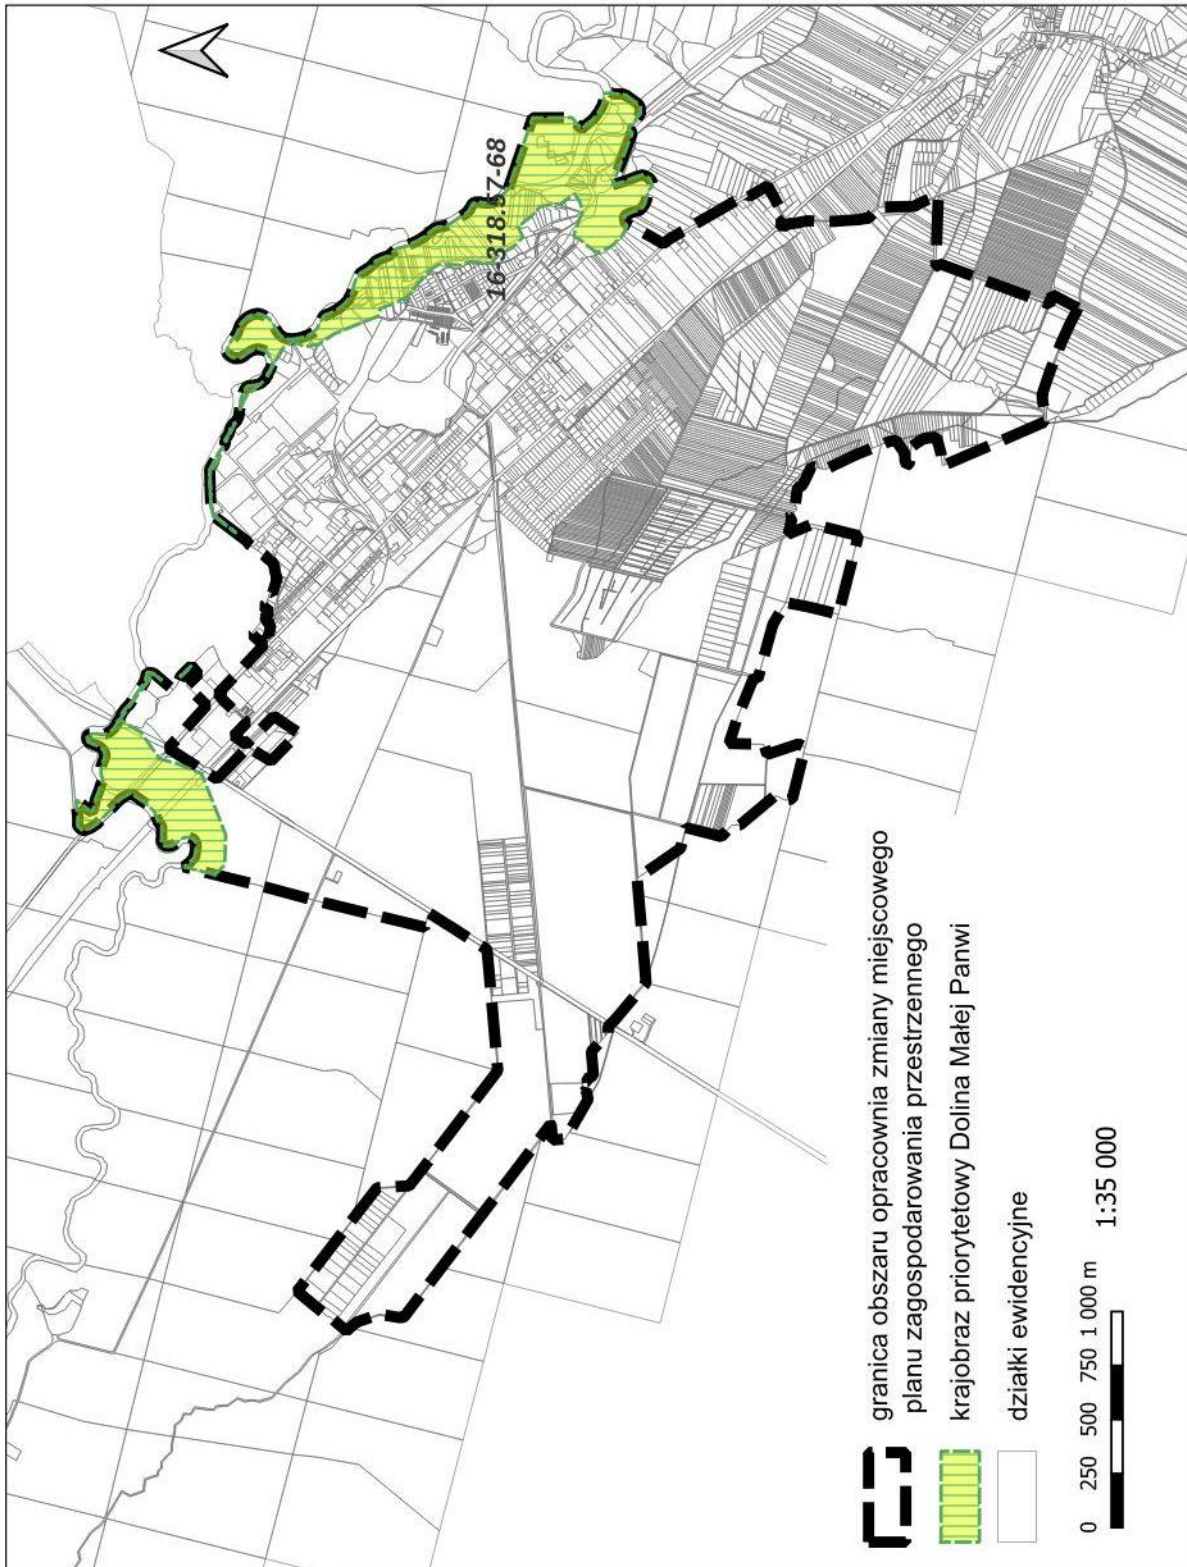 16-318.57-68
granica obszaru opracownia zmiany miejscowego
planu zagospodarowania przestrzennego
krajobraz priorytetowy Dolina Małej Panwi
działki ewidencyjne
0 250 500 750 1 000 m
1:35 000